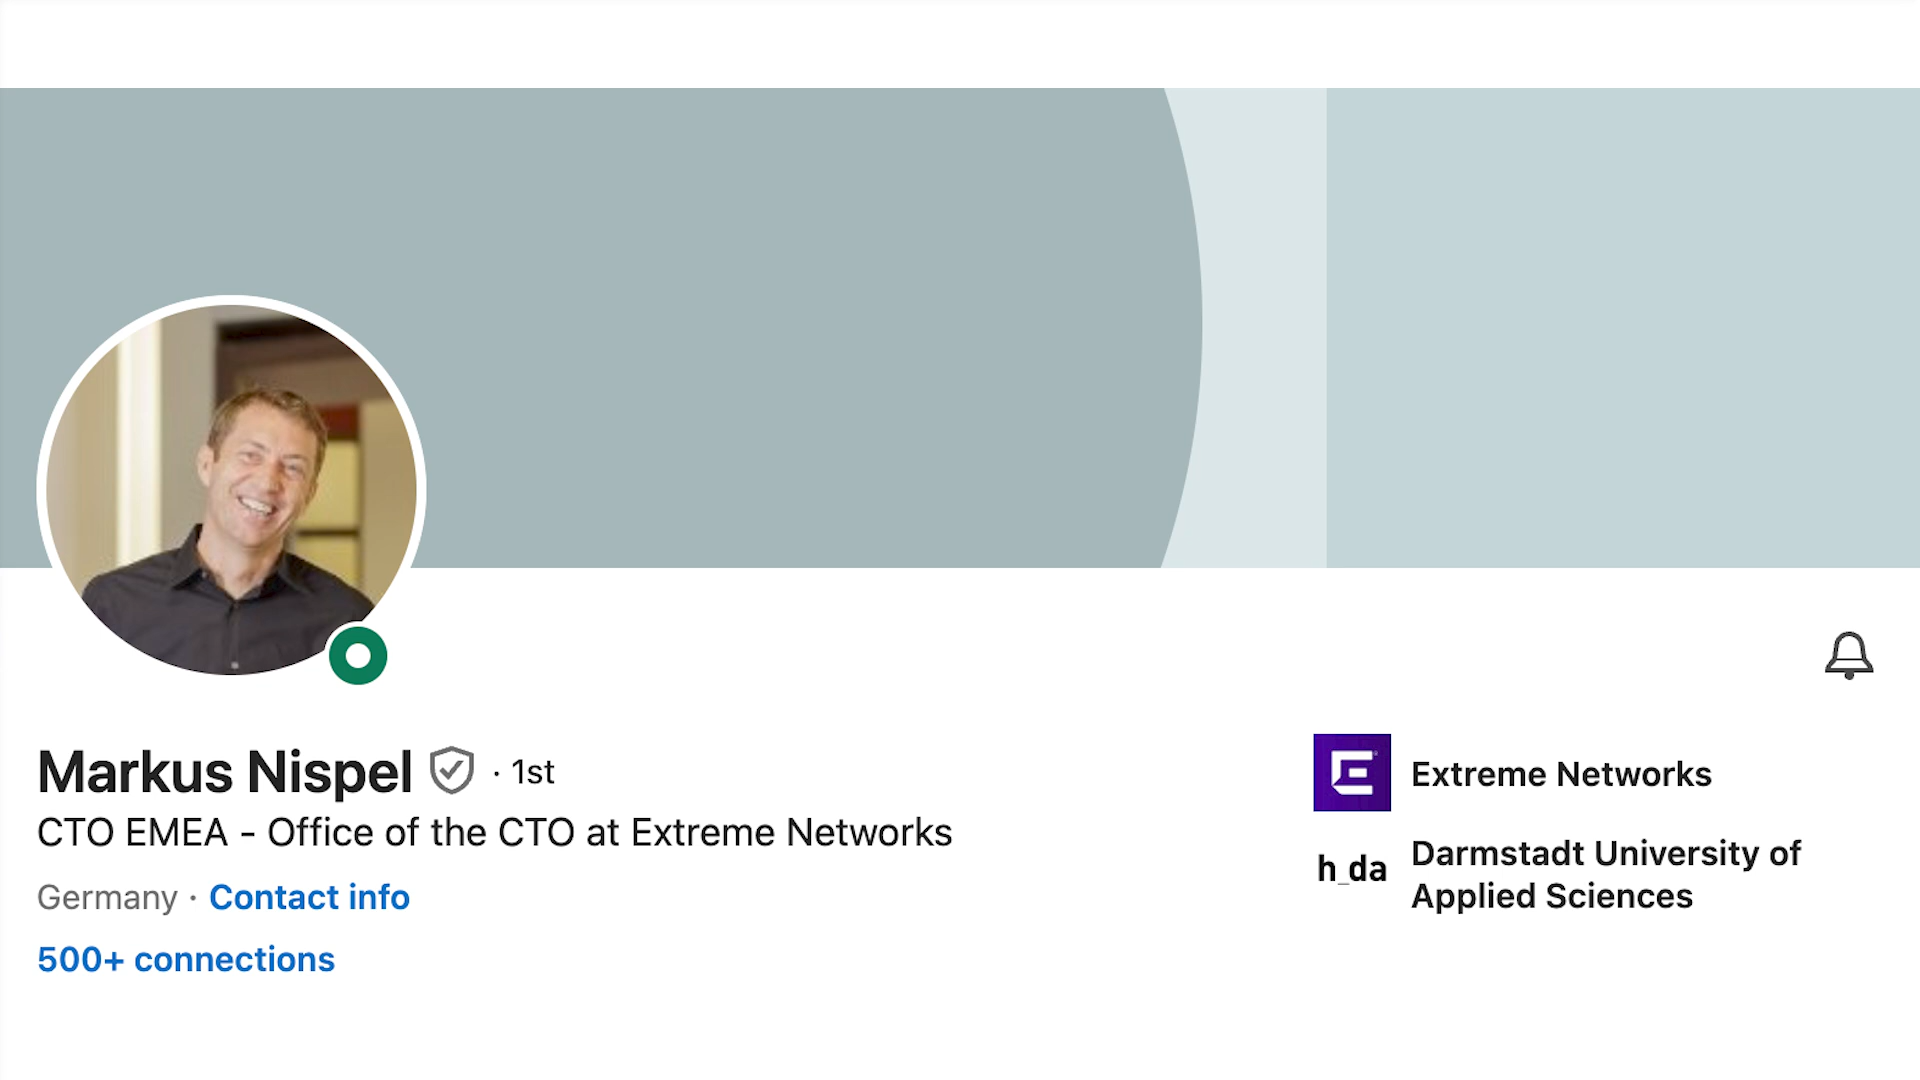 Markus Nispel · 1st
CTO EMEA - Office of the CTO at Extreme Networks
Germany · Contact info
500+ connections
E
Extreme Networks
h_da
Darmstadt University of
Applied Sciences